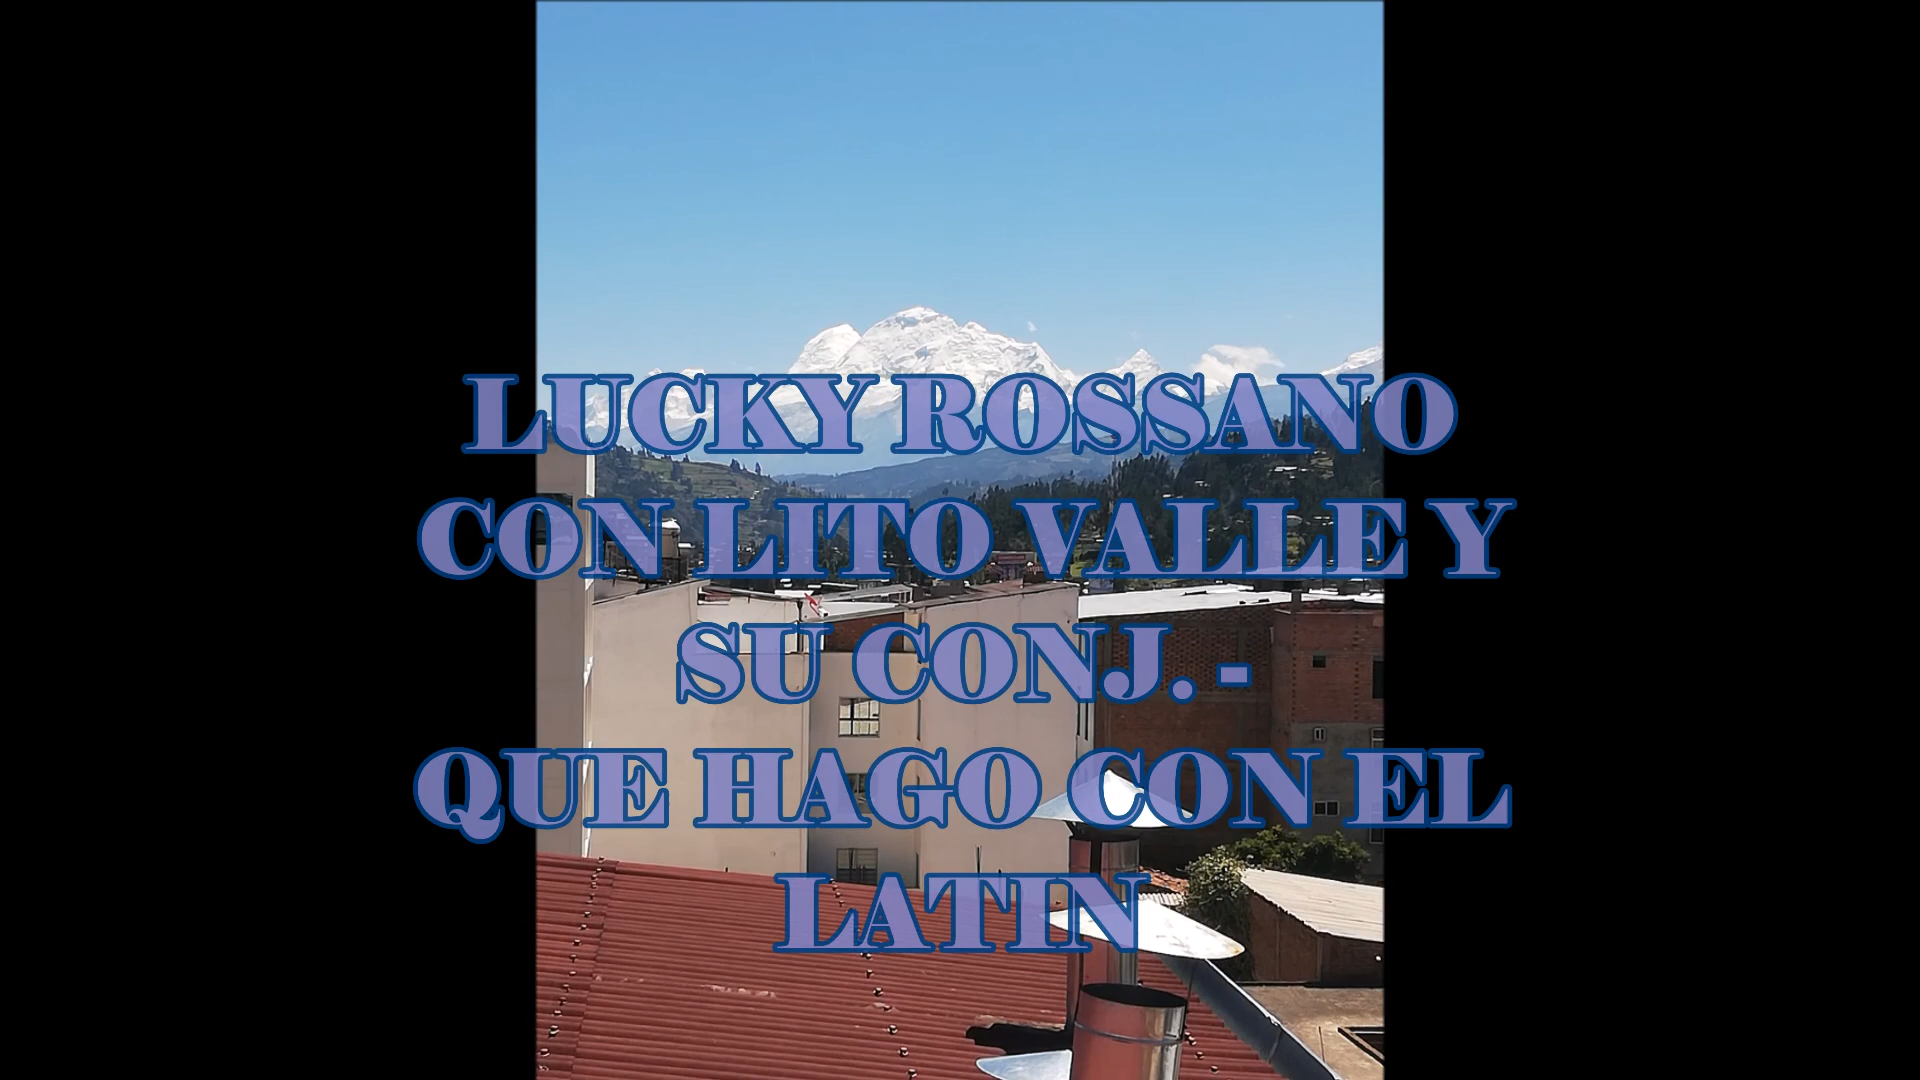 LUCKY ROSSANO
CON LITO VALLE Y
SU CONJ. -
QUE HAGO CON EL
LATIN